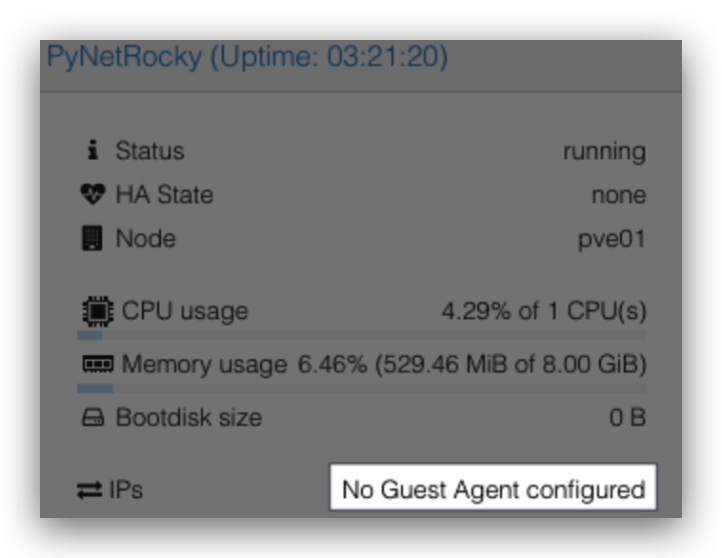 PyNetRocky (Uptime: 03:21:20)
Status running
HA State none
Node pve01
CPU usage 4.29% of 1 CPU(s)
Memory usage 6.46% (529.46 MiB of 8.00 GiB)
Bootdisk size 0 B
IPs No Guest Agent configured